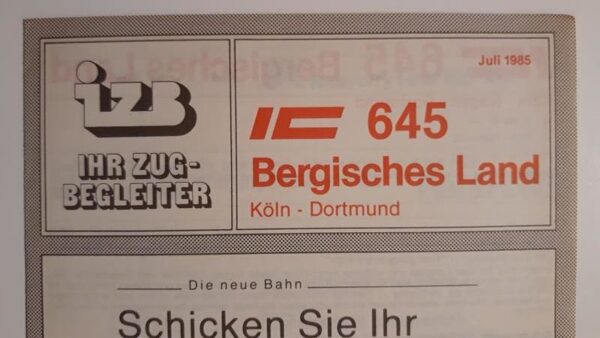 izb
IHR ZUG-
BEGLEITER
Juli 1985
IC 645
Bergisches Land
Köln - Dortmund
Die neue Bahn
Schicken Sie Ihr